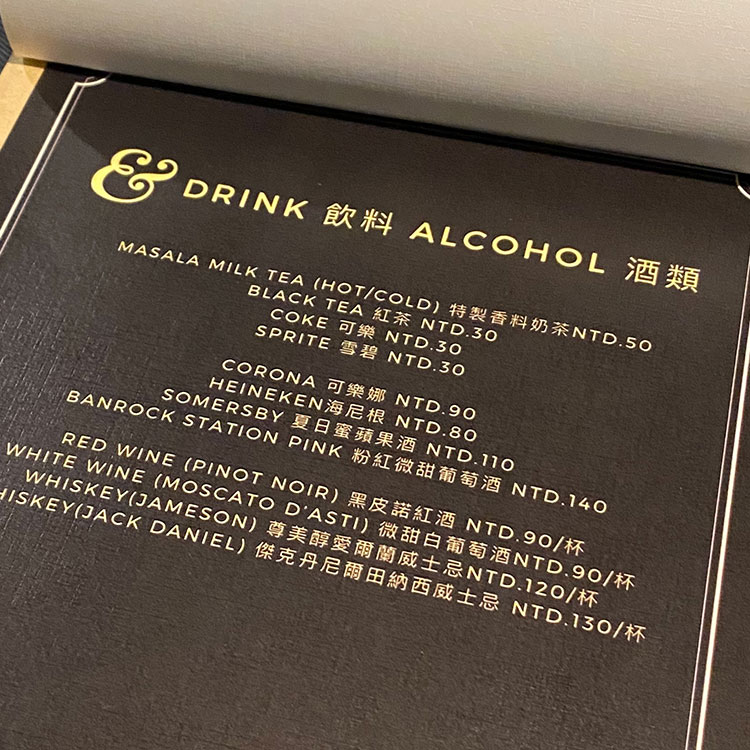 & DRINK 飲料 ALCOHOL 酒類
MASALA MILK TEA (HOT/COLD) 特製香料奶茶NTD.50
BLACK TEA 紅茶 NTD.30
COKE 可樂 NTD.30
SPRITE 雪碧 NTD.30
CORONA 可樂娜 NTD.90
HEINEKEN海尼根 NTD.80
SOMERSBY 夏日蜜蘋果酒 NTD.110
BANROCK STATION PINK 粉紅微甜葡萄酒 NTD.140
RED WINE (PINOT NOIR) 黑皮諾紅酒 NTD.90/杯
WHITE WINE (MOSCATO D'ASTI) 微甜白葡萄酒NTD.90/杯
WHISKEY(JAMESON) 尊美醇愛爾蘭威士忌NTD.120/杯
HISKEY(JACK DANIEL) 傑克丹尼爾田納西威士忌 NTD.130/杯